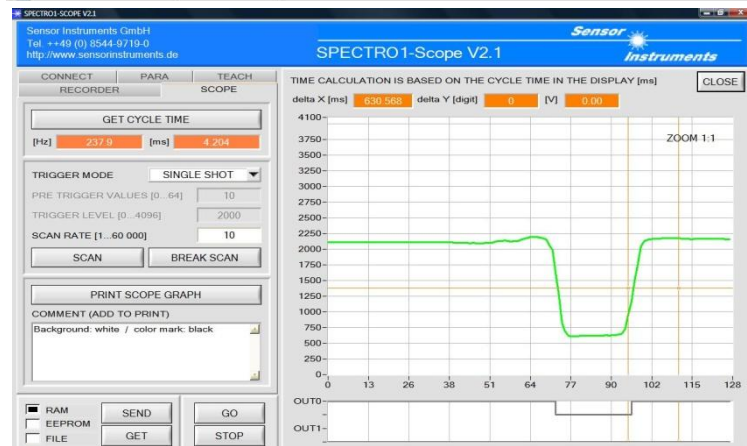 SPECTRO1-SCOPE V2.1
Sensor Instruments GmbH
Tel. ++49 (0) 8544-9719-0
http://www.sensorinstruments.de
SPECTRO1-Scope V2.1
Sensor
Instruments
CONNECT PARA TEACH
RECORDER SCOPE
GET CYCLE TIME
[Hz] 237.9 [ms] 4.204
TRIGGER MODE SINGLE SHOT
PRE TRIGGER VALUES [0...64] 10
TRIGGER LEVEL [0...4096] 2000
SCAN RATE [1...60 000] 10
SCAN BREAK SCAN
PRINT SCOPE GRAPH
COMMENT (ADD TO PRINT)
Background: white / color mark: black
RAM
EEPROM
FILE
SEND GO
GET STOP
TIME CALCULATION IS BASED ON THE CYCLE TIME IN THE DISPLAY [ms]
CLOSE
delta X [ms] 630.568 delta Y [digit] 0 [V] 0.00
ZOOM 1:1
4100
3750
3500
3250
3000
2750
2500
2250
2000
1750
1500
1250
1000
750
500
250
0
0 13 26 38 51 64 77 90 102 115 128
OUT0
OUT1